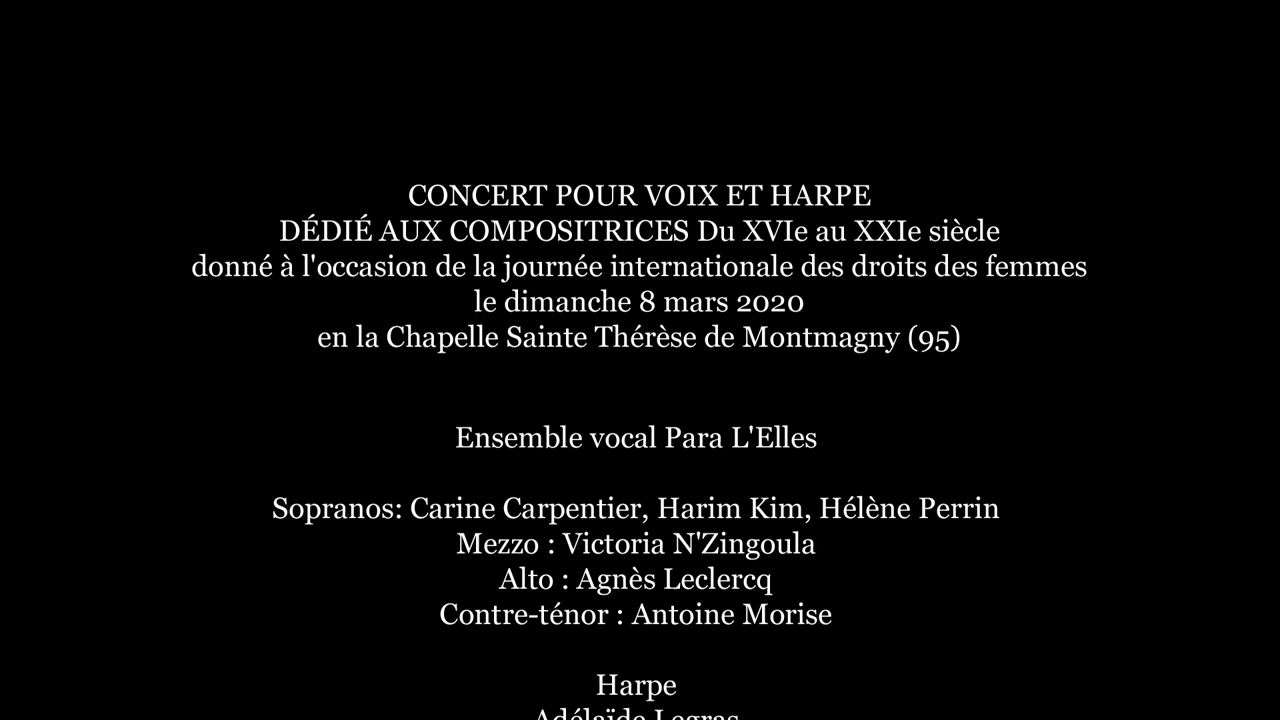 CONCERT POUR VOIX ET HARPE
DÉDIÉ AUX COMPOSITRICES Du XVIe au XXIe siècle
donné à l'occasion de la journée internationale des droits des femmes
le dimanche 8 mars 2020
en la Chapelle Sainte Thérèse de Montmagny (95)
Ensemble vocal Para L'Elles
Sopranos: Carine Carpentier, Harim Kim, Hélène Perrin
Mezzo : Victoria N'Zingoula
Alto : Agnès Leclercq
Contre-ténor : Antoine Morise
Harpe
Adélaïde Legras